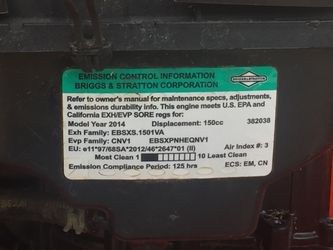 EMISSION CONTROL INFORMATION
BRIGGS & STRATTON CORPORATION
BRIGGS&STRATTON
Refer to owner's manual for maintenance specs, adjustments,
& emissions durability info. This engine meets U.S. EPA and
California EXH/EVP SORE regs for:
Model Year 2014 Displacement: 150cc 382038
Exh Family: EBSXS.1501VA
Evp Family: CNV1 EBSXPNHEQNV1
EU: e11*97/68SA*2012/46*2647*01 (II) Air Index #: 3
Most Clean 1 10 Least Clean
Emission Compliance Period: 125 hrs ECS: EM, CN